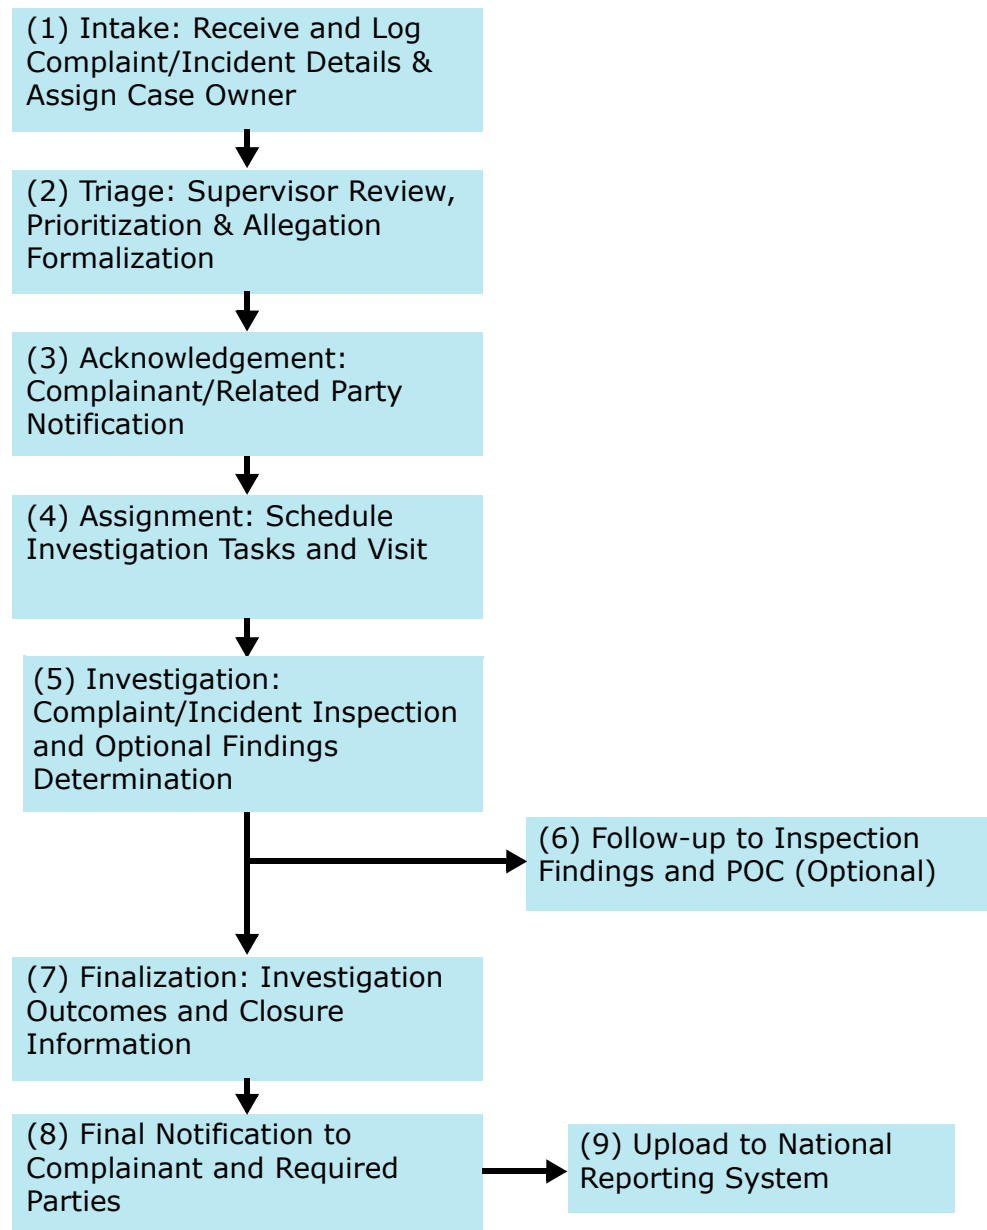 (1) Intake: Receive and Log
Complaint/Incident Details &
Assign Case Owner
(2) Triage: Supervisor Review,
Prioritization & Allegation
Formalization
(3) Acknowledgement:
Complainant/Related Party
Notification
(4) Assignment: Schedule
Investigation Tasks and Visit
(5) Investigation:
Complaint/Incident Inspection
and Optional Findings
Determination
(6) Follow-up to Inspection
Findings and POC (Optional)
(7) Finalization: Investigation
Outcomes and Closure
Information
(8) Final Notification to
Complainant and Required
Parties
(9) Upload to National
Reporting System